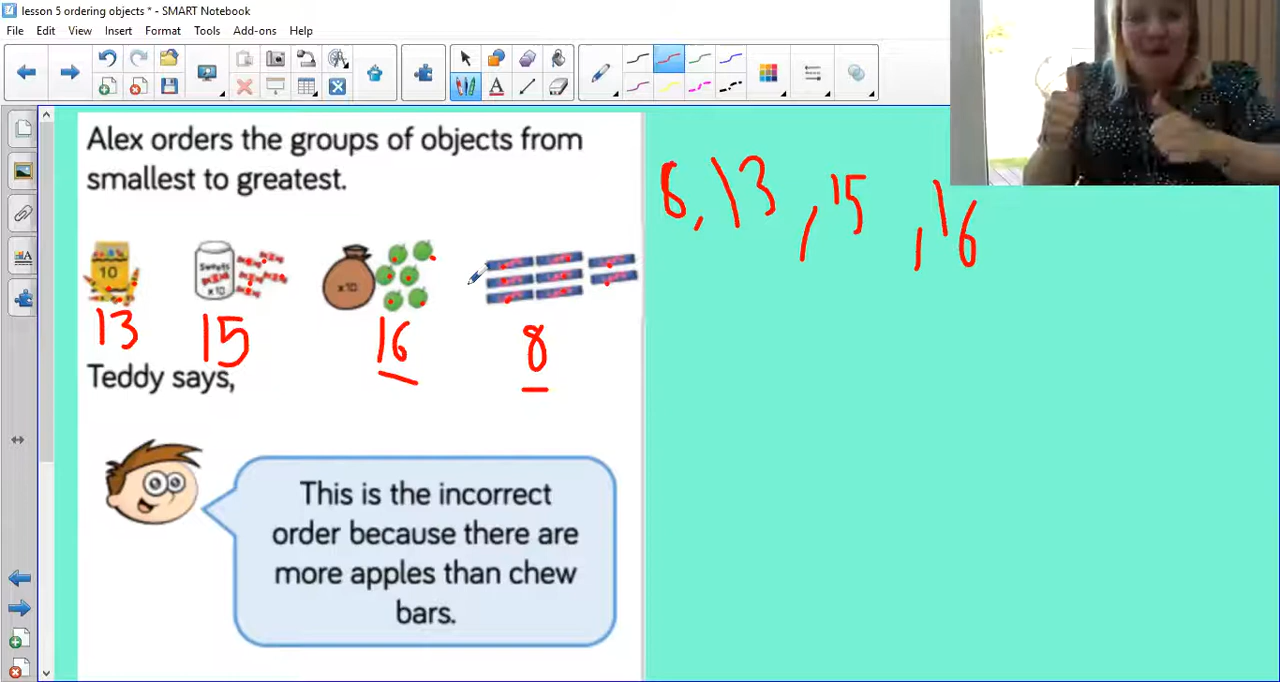 lesson 5 ordering objects * - SMART Notebook
File Edit View Insert Format Tools Add-ons Help
Alex orders the groups of objects from
smallest to greatest.
8, 13, 15, 16
10
Sweets
x 10
x 10
13 15 16 8
Teddy says,
This is the incorrect
order because there are
more apples than chew
bars.